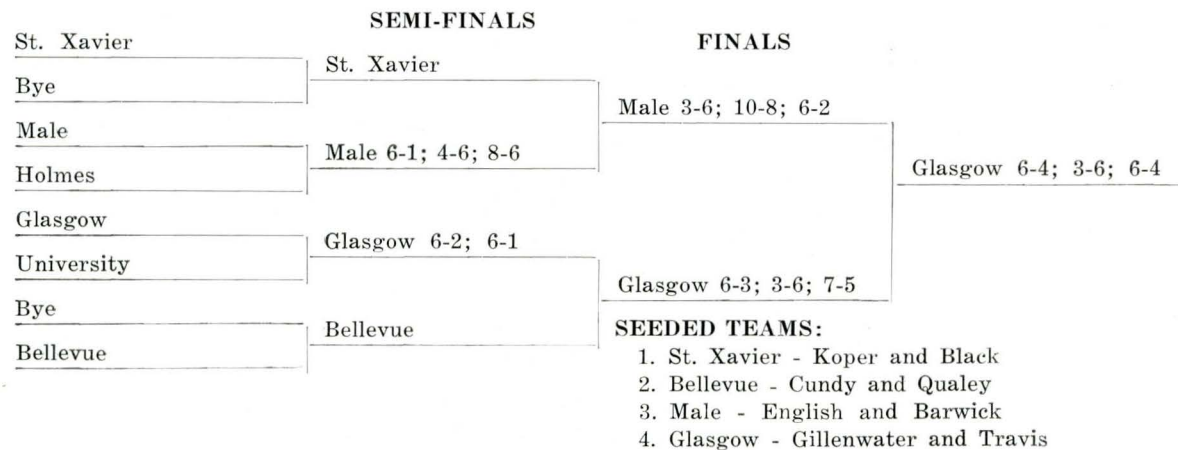 SEMI-FINALS
FINALS
St. Xavier
Bye
Male
Holmes
Glasgow
University
Bye
Bellevue
St. Xavier
Male 6-1; 4-6; 8-6
Glasgow 6-2; 6-1
Bellevue
Male 3-6; 10-8; 6-2
Glasgow 6-3; 3-6; 7-5
Glasgow 6-4; 3-6; 6-4
SEEDED TEAMS:
1. St. Xavier - Koper and Black
2. Bellevue - Cundy and Qualey
3. Male - English and Barwick
4. Glasgow - Gillenwater and Travis